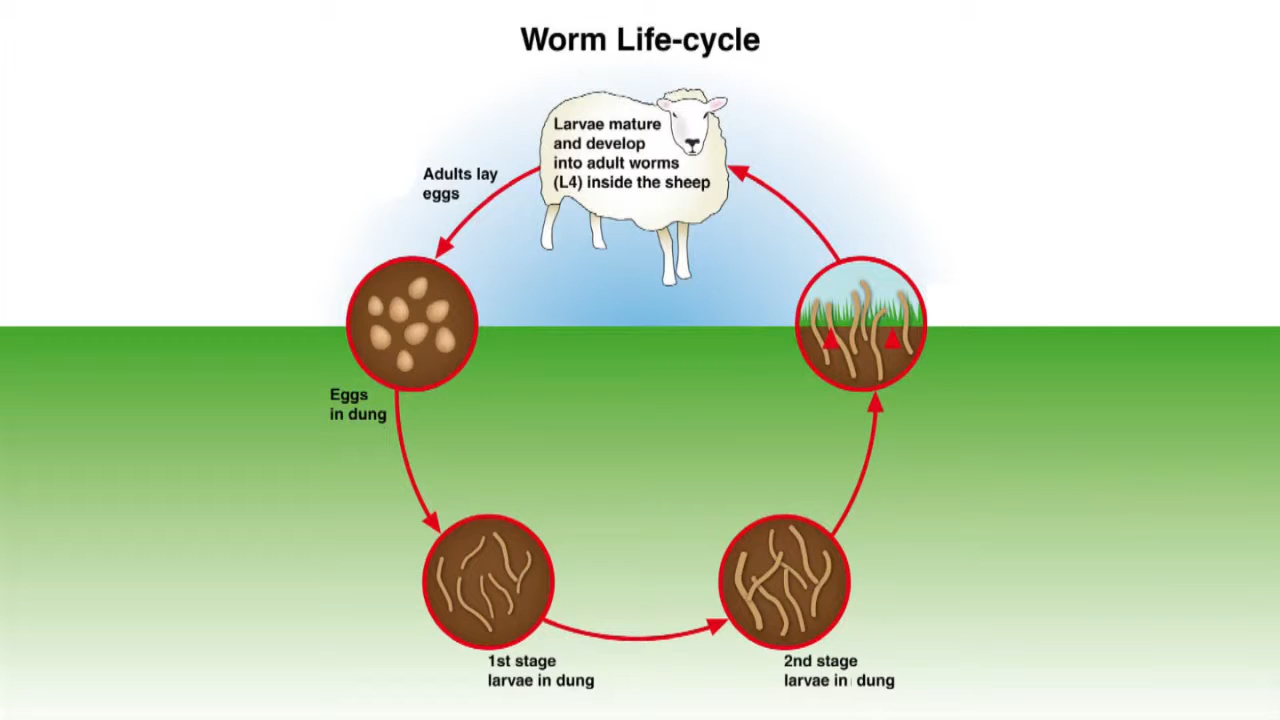 Worm Life-cycle
Larvae mature
and develop
into adult worms
(L4) inside the sheep
Adults lay
eggs
Eggs
in dung
1st stage
larvae in dung
2nd stage
larvae in dung